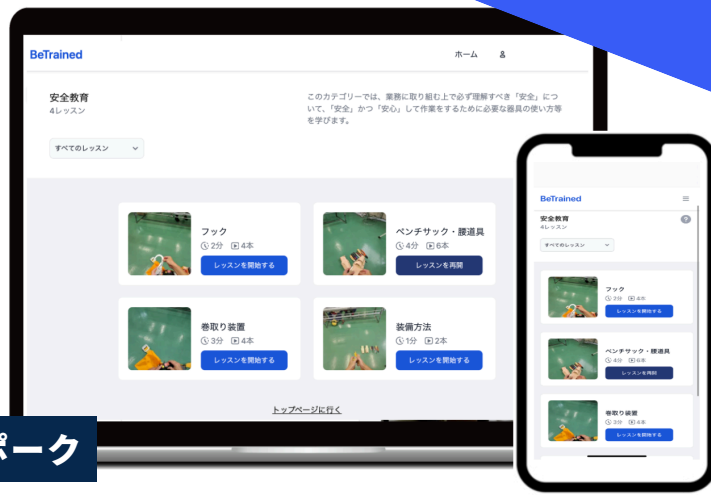 BeTrained
ホーム
安全教育
4レッスン
このカテゴリーでは、業務に取り組む上で必ず理解すべき「安全」につ
いて、「安全」かつ「安心」して作業をするために必要な器具の使い方等
を学びます。
すべてのレッスン
フック
2分 4本
レッスンを開始する
ペンチサック・腰道具
4分 6本
レッスンを再開
巻取り装置
3分 4本
レッスンを開始する
装備方法
1分 2本
レッスンを開始する
トップページに行く
ポーク
BeTrained
安全教育
4レッスン
?
すべてのレッスン
フック
2分 4本
レッスンを開始する
ペンチサック・腰道具
4分 6本
レッスンを再開
巻取り装置
3分 4本
レッスンを開始する